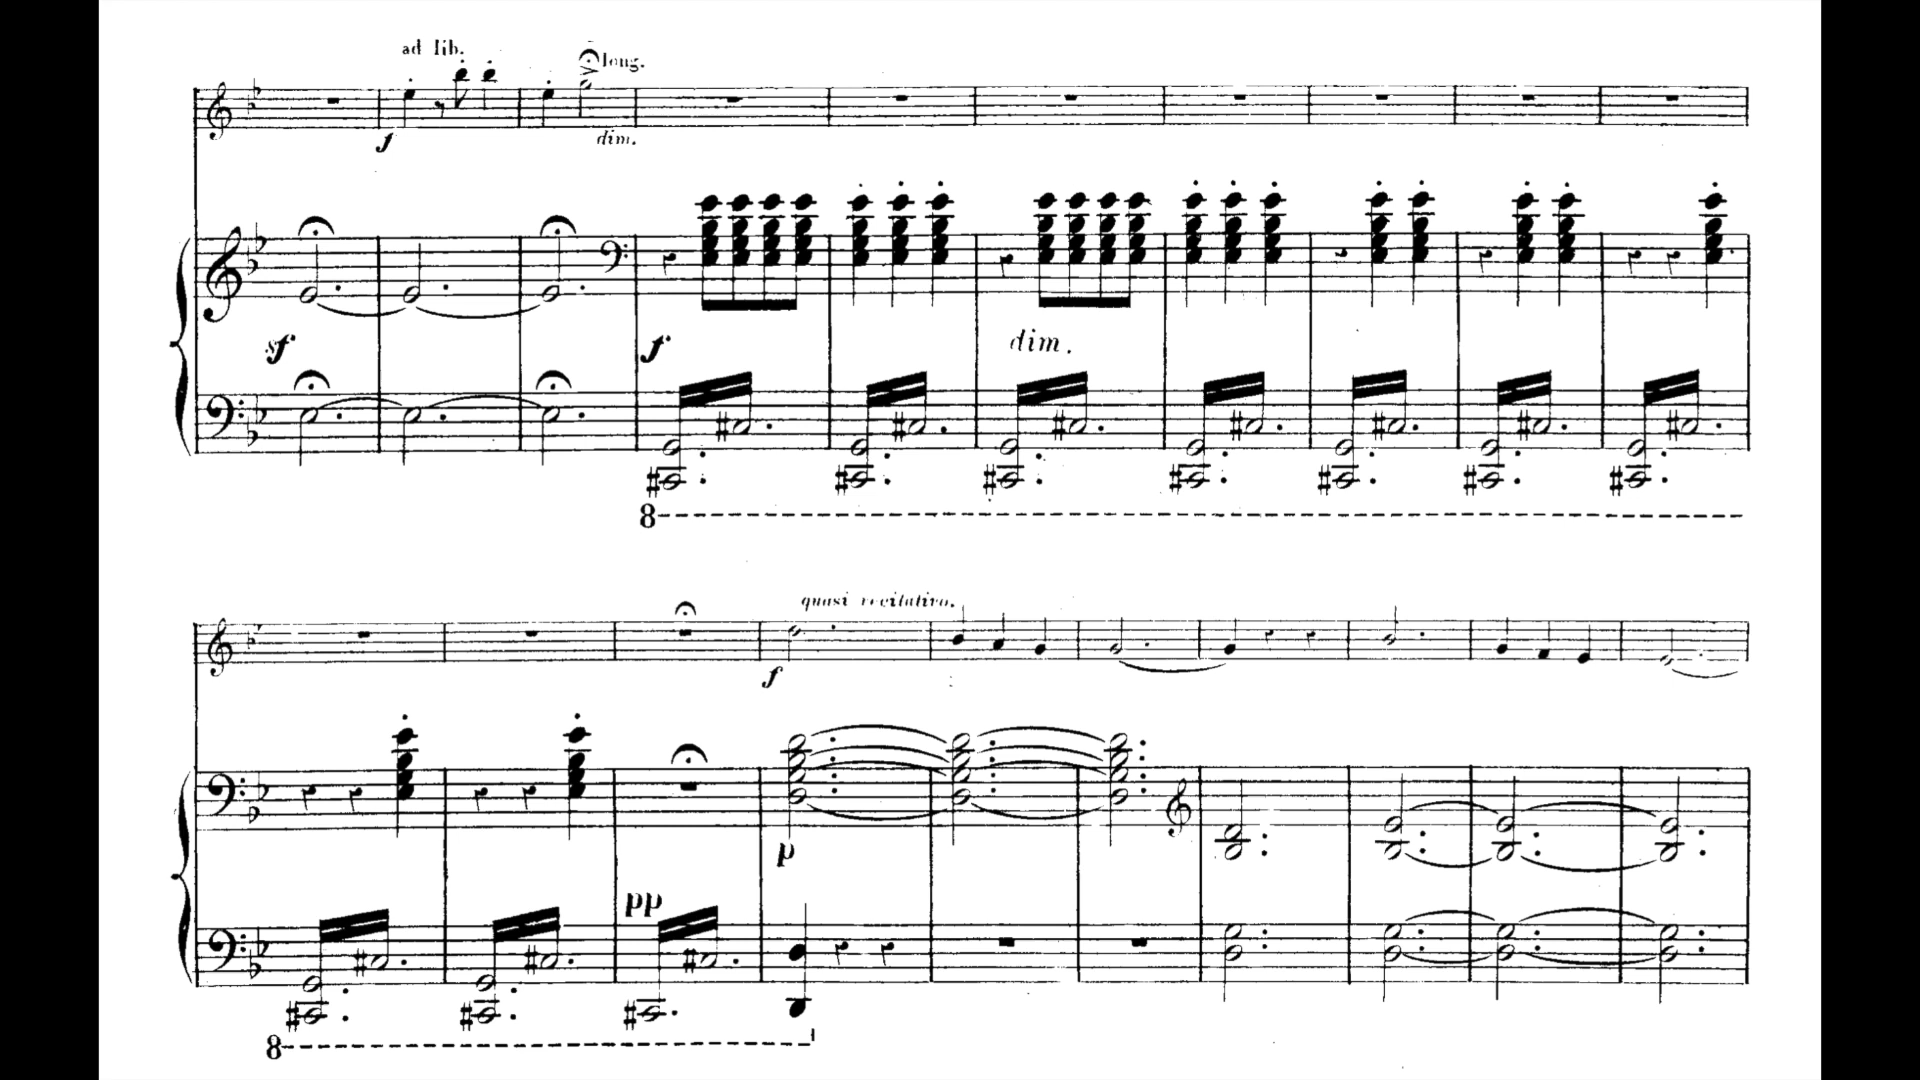 ad lib.
long.
f
dim.
sf
f
dim.
8
quasi recitativo.
f
p
pp
8